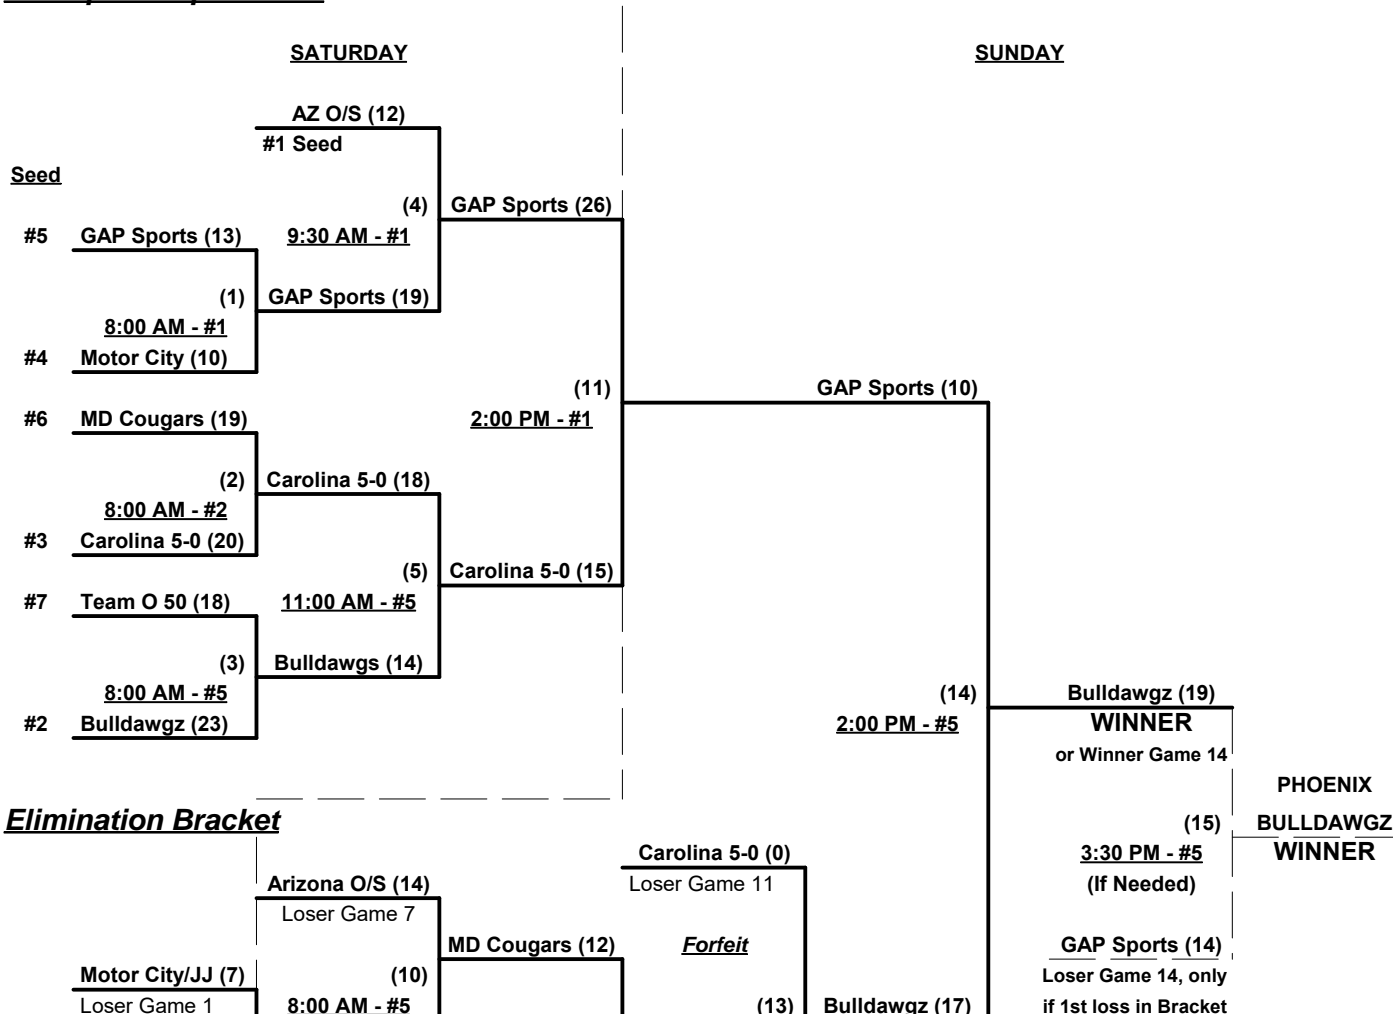 SATURDAY
SUNDAY
AZ O/S (12)
#1 Seed
Seed
(4)
GAP Sports (26)
#5
GAP Sports (13)
9:30 AM - #1
(1)
GAP Sports (19)
8:00 AM - #1
#4
Motor City (10)
(11)
GAP Sports (10)
#6
MD Cougars (19)
2:00 PM - #1
(2)
Carolina 5-0 (18)
8:00 AM - #2
#3
Carolina 5-0 (20)
(5)
Carolina 5-0 (15)
#7
Team O 50 (18)
11:00 AM - #5
(3)
Bulldawgs (14)
8:00 AM - #5
(14)
Bulldawgz (19)
#2
Bulldawgz (23)
2:00 PM - #5
WINNER
or Winner Game 14
PHOENIX
Elimination Bracket
(15)
BULLDAWGZ
Carolina 5-0 (0)
3:30 PM - #5
WINNER
Arizona O/S (14)
Loser Game 11
(If Needed)
Loser Game 7
MD Cougars (12)
Forfeit
GAP Sports (14)
Motor City/JJ (7)
(10)
Loser Game 14, only
Loser Game 1
8:00 AM - #5
(13)
Bulldawgz (17)
if 1st loss in Bracket